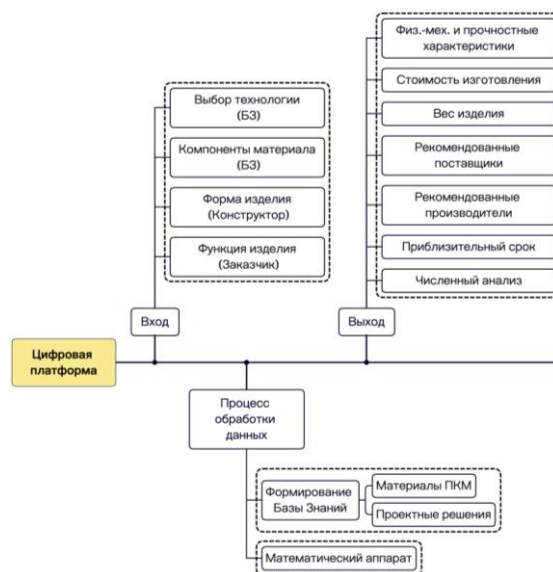 Физ.-мех. и прочностные
характеристики
Стоимость изготовления
Вес изделия
Рекомендованные
поставщики
Рекомендованные
производители
Приблизительный срок
Численный анализ
Выбор технологии
(БЗ)
Компоненты материала
(БЗ)
Форма изделия
(Конструктор)
Функция изделия
(Заказчик)
Вход
Выход
Цифровая
платформа
Процесс
обработки
данных
Формирование
Базы Знаний
Материалы ПКМ
Проектные решения
Математический аппарат